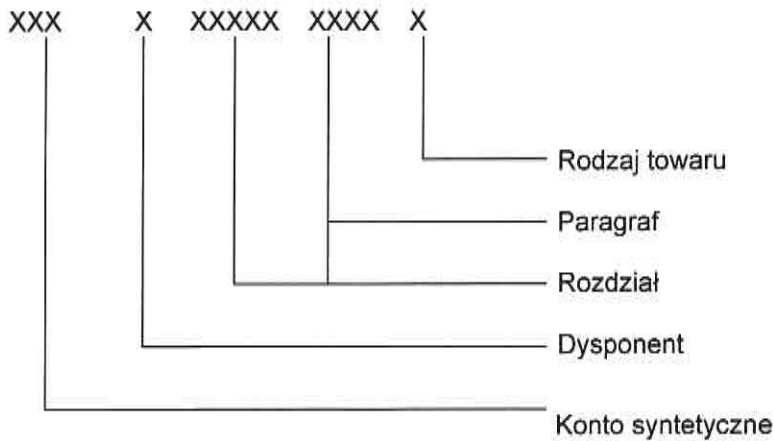 XXX X XXXXX XXXX X
Rodzaj towaru
Paragraf
Rozdział
Dysponent
Konto syntetyczne